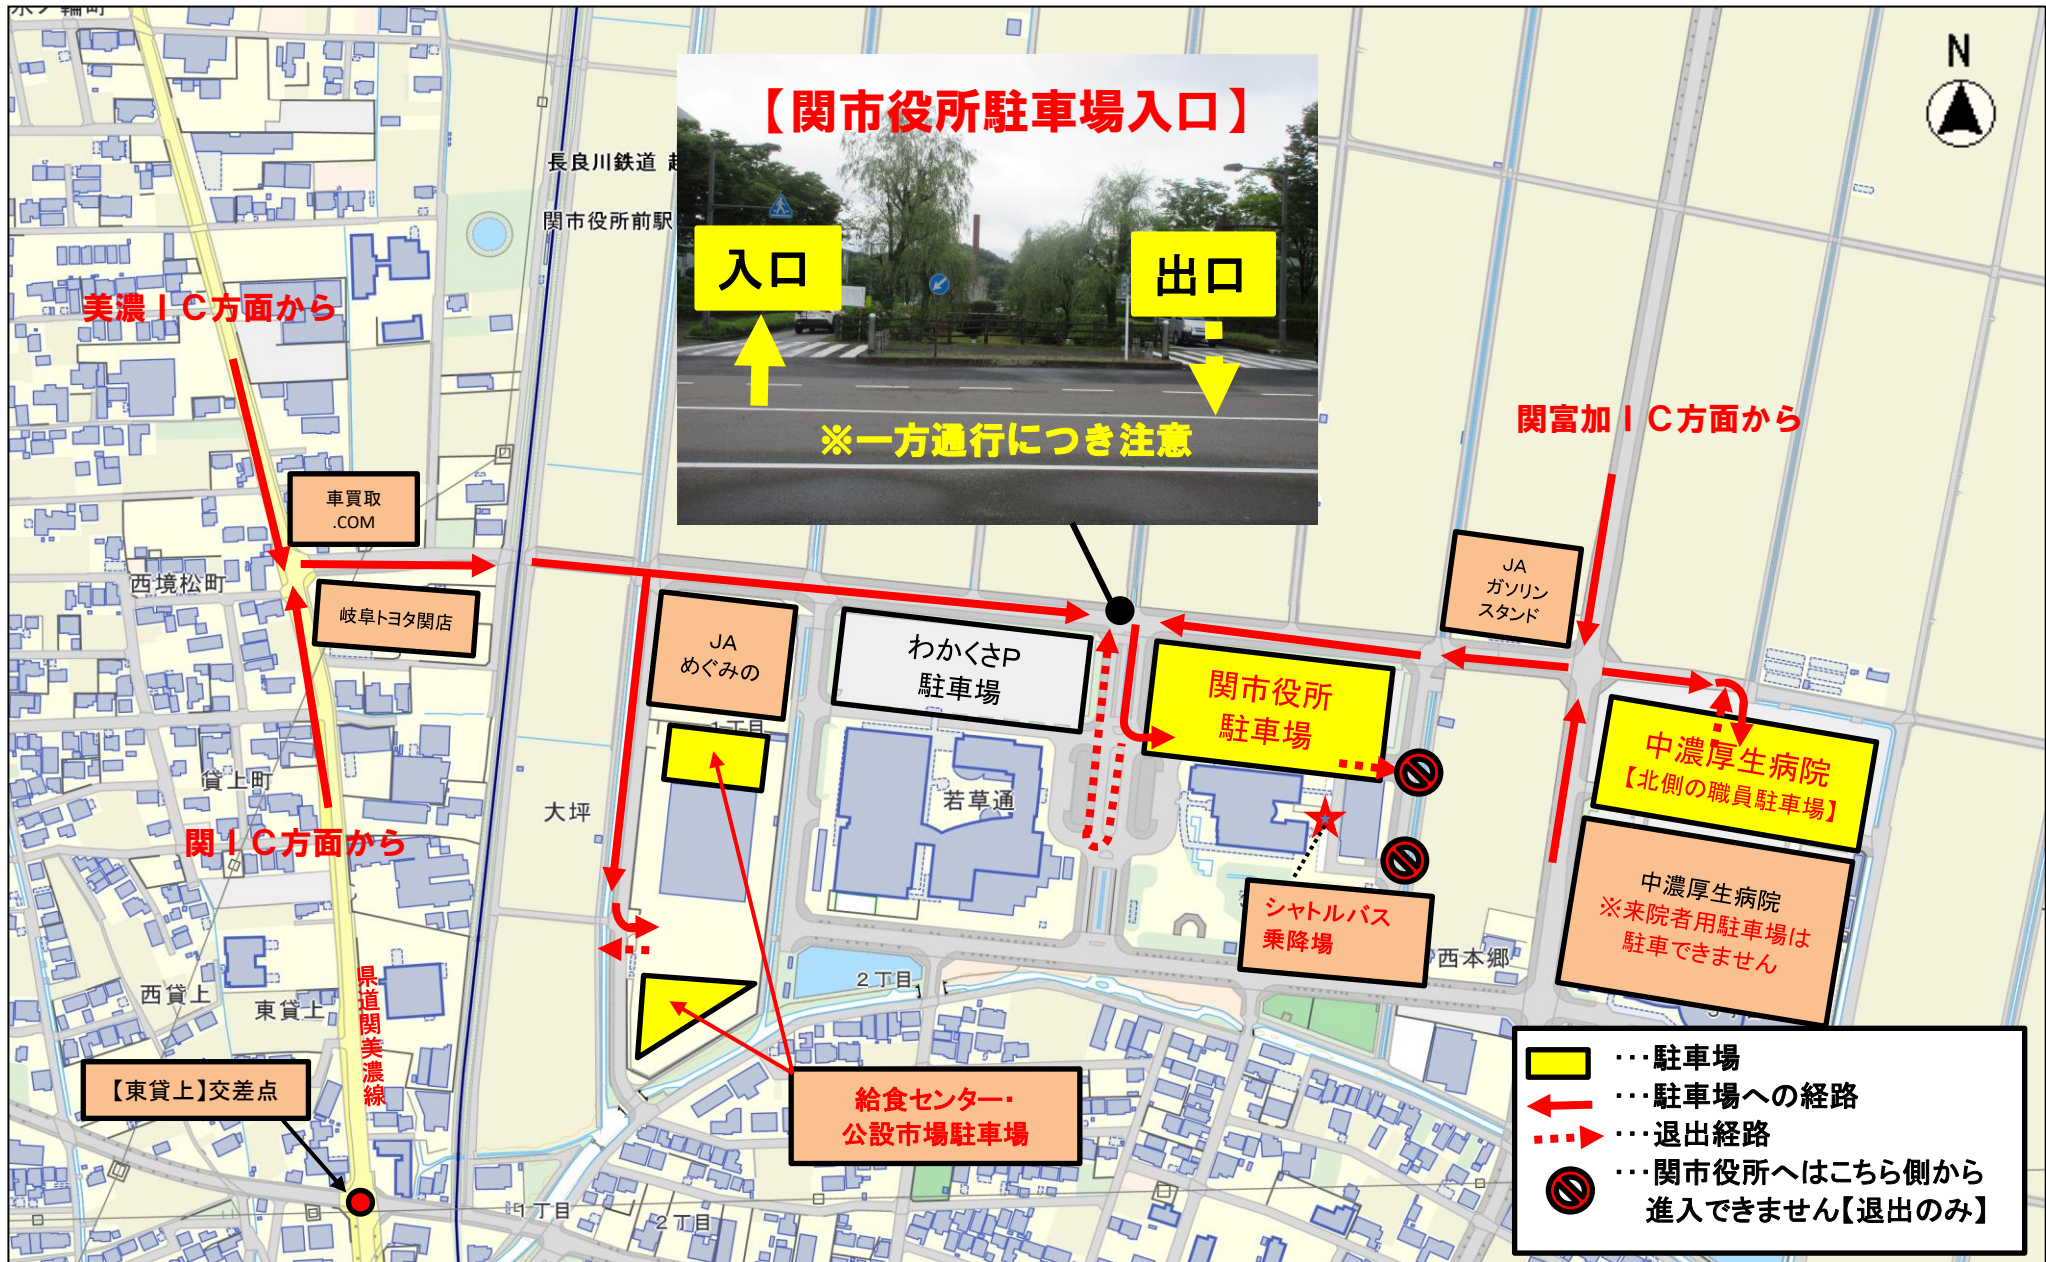 【関市役所駐車場入口】
N
長良川鉄道
関市役所前駅
入口
出口
※一方通行につき注意
美濃ＩＣ方面から
関富加ＩＣ方面から
車買取
.COM
JA
ガソリン
スタンド
西境松町
岐阜トヨタ関店
JA
めぐみの
わかくさP
駐車場
関市役所
駐車場
1丁目
中濃厚生病院
【北側の職員駐車場】
貸上町
大坪
若草通
関ＩＣ方面から
中濃厚生病院
※来院者用駐車場は
駐車できません
シャトルバス
乗降場
西本郷
2丁目
西貸上
東貸上
県道関美濃線
【東貸上】交差点
給食センター・
公設市場駐車場
1丁目
2丁目
…駐車場
…駐車場への経路
…退出経路
…関市役所へはこちら側から
進入できません【退出のみ】